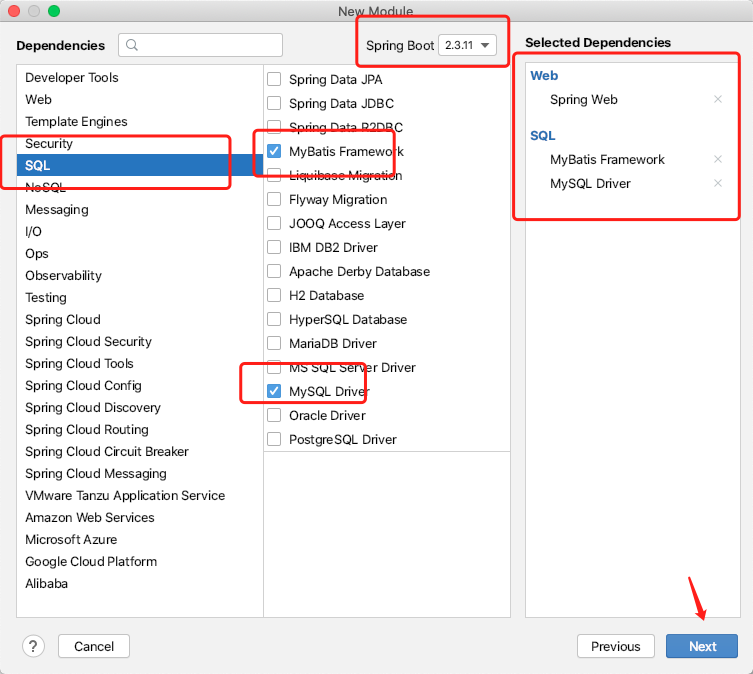 New Module
Dependencies
Spring Boot 2.3.11
Selected Dependencies
Developer Tools
Web
Template Engines
Security
SQL
NoSQL
Messaging
I/O
Ops
Observability
Testing
Spring Cloud
Spring Cloud Security
Spring Cloud Tools
Spring Cloud Config
Spring Cloud Discovery
Spring Cloud Routing
Spring Cloud Circuit Breaker
Spring Cloud Messaging
VMware Tanzu Application Service
Amazon Web Services
Microsoft Azure
Google Cloud Platform
Alibaba
Spring Data JPA
Spring Data JDBC
Spring Data R2DBC
MyBatis Framework
Liquibase Migration
Flyway Migration
JOOQ Access Layer
IBM DB2 Driver
Apache Derby Database
H2 Database
HyperSQL Database
MariaDB Driver
MS SQL Server Driver
MySQL Driver
Oracle Driver
PostgreSQL Driver
Web
Spring Web
SQL
MyBatis Framework
MySQL Driver
?
Cancel
Previous
Next